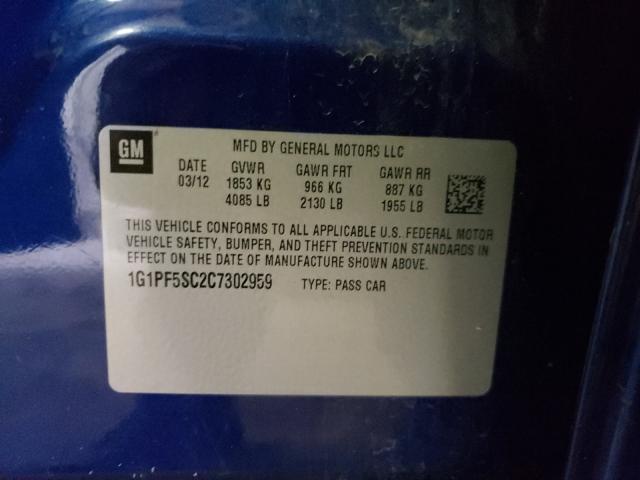 GM
MFD BY GENERAL MOTORS LLC
DATE GVWR GAWR FRT GAWR RR
03/12 1853 KG 966 KG 887 KG
4085 LB 2130 LB 1955 LB
THIS VEHICLE CONFORMS TO ALL APPLICABLE U.S. FEDERAL MOTOR
VEHICLE SAFETY, BUMPER, AND THEFT PREVENTION STANDARDS IN
EFFECT ON THE DATE OF MANUFACTURE SHOWN ABOVE.
1G1PF5SC2C7302959 TYPE: PASS CAR